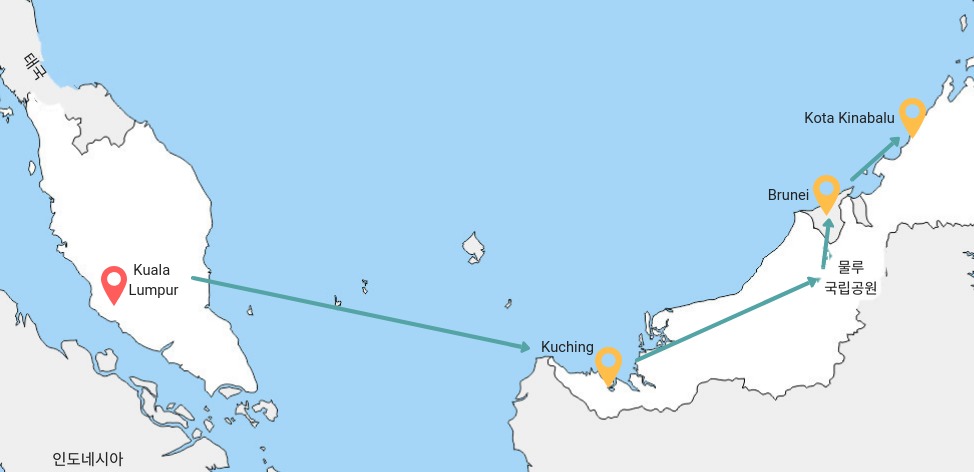 태국
Kota Kinabalu
Brunei
물루
국립공원
Kuala
Lumpur
Kuching
인도네시아